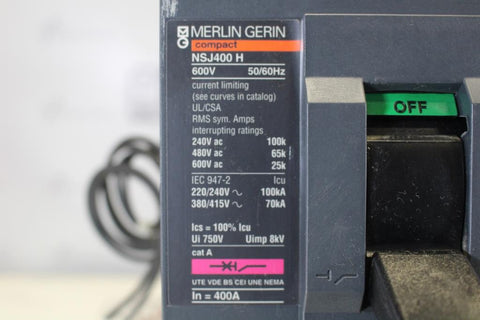 MG MERLIN GERIN
compact
NSJ400 H
600V 50/60Hz
current limiting
(see curves in catalog)
UL/CSA
RMS sym. Amps
interrupting ratings
240V ac 100k
480V ac 65k
600V ac 25k
IEC 947-2 Icu
220/240V ~ 100kA
380/415V ~ 70kA
Ics = 100% Icu
Ui 750V Uimp 8kV
cat A
UTE VDE BS CEI UNE NEMA
In = 400A
OFF